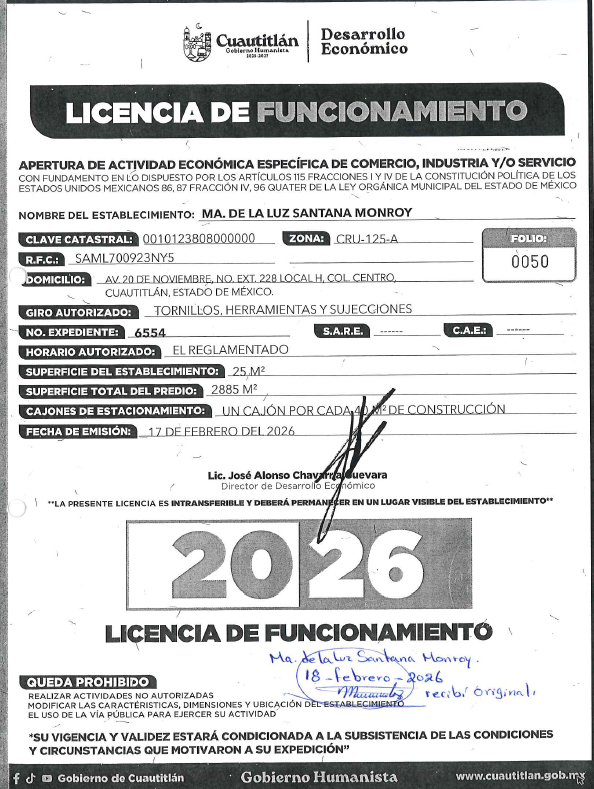 Cuautitlán
Gobierno Humanista
2025-2027
Desarrollo
Económico
LICENCIA DE FUNCIONAMIENTO
APERTURA DE ACTIVIDAD ECONÓMICA ESPECÍFICA DE COMERCIO, INDUSTRIA Y/O SERVICIO
CON FUNDAMENTO EN LO DISPUESTO POR LOS ARTÍCULOS 115 FRACCIONES I Y IV DE LA CONSTITUCIÓN POLÍTICA DE LOS
ESTADOS UNIDOS MEXICANOS 86, 87 FRACCIÓN IV, 96 QUATER DE LA LEY ORGÁNICA MUNICIPAL DEL ESTADO DE MÉXICO
NOMBRE DEL ESTABLECIMIENTO: MA. DE LA LUZ SANTANA MONROY
CLAVE CATASTRAL: 0010123808000000 ZONA: CRU-125-A
FOLIO:
0050
R.F.C.: SAML700923NY5
DOMICILIO: AV. 20 DE NOVIEMBRE, NO. EXT. 228 LOCAL H, COL. CENTRO,
CUAUTITLÁN, ESTADO DE MÉXICO.
GIRO AUTORIZADO: TORNILLOS, HERRAMIENTAS Y SUJECCIONES
NO. EXPEDIENTE: 6554 S.A.R.E. ------ C.A.E.: ------
HORARIO AUTORIZADO: EL REGLAMENTADO
SUPERFICIE DEL ESTABLECIMIENTO: 25 M²
SUPERFICIE TOTAL DEL PREDIO: 2885 M²
CAJONES DE ESTACIONAMIENTO: UN CAJÓN POR CADA 40 M² DE CONSTRUCCIÓN
FECHA DE EMISIÓN: 17 DE FEBRERO DEL 2026
Lic. José Alonso Chavarría Guevara
Director de Desarrollo Económico
**LA PRESENTE LICENCIA ES INTRANSFERIBLE Y DEBERÁ PERMANECER EN UN LUGAR VISIBLE DEL ESTABLECIMIENTO**
2026
LICENCIA DE FUNCIONAMIENTO
Ma. de la Luz Santana Monroy.
18-febrero-2026
recibí original
QUEDA PROHIBIDO
REALIZAR ACTIVIDADES NO AUTORIZADAS
MODIFICAR LAS CARACTERÍSTICAS, DIMENSIONES Y UBICACIÓN DEL ESTABLECIMIENTO
EL USO DE LA VÍA PÚBLICA PARA EJERCER SU ACTIVIDAD
"SU VIGENCIA Y VALIDEZ ESTARÁ CONDICIONADA A LA SUBSISTENCIA DE LAS CONDICIONES
Y CIRCUNSTANCIAS QUE MOTIVARON A SU EXPEDICIÓN"
Gobierno de Cuautitlán Gobierno Humanista www.cuautitlan.gob.mx